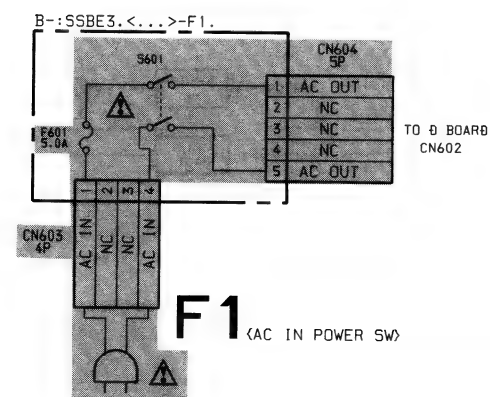 B-:SSBE3.<...>-F1.
CN604
5P
S601
1 AC OUT
2 NC
3 NC
4 NC
5 AC OUT
TO D BOARD
CN602
F601
5.0A
1 2 3 4
CN603
4P
AC IN
NC
NC
AC IN
F1
(AC IN POWER SW)